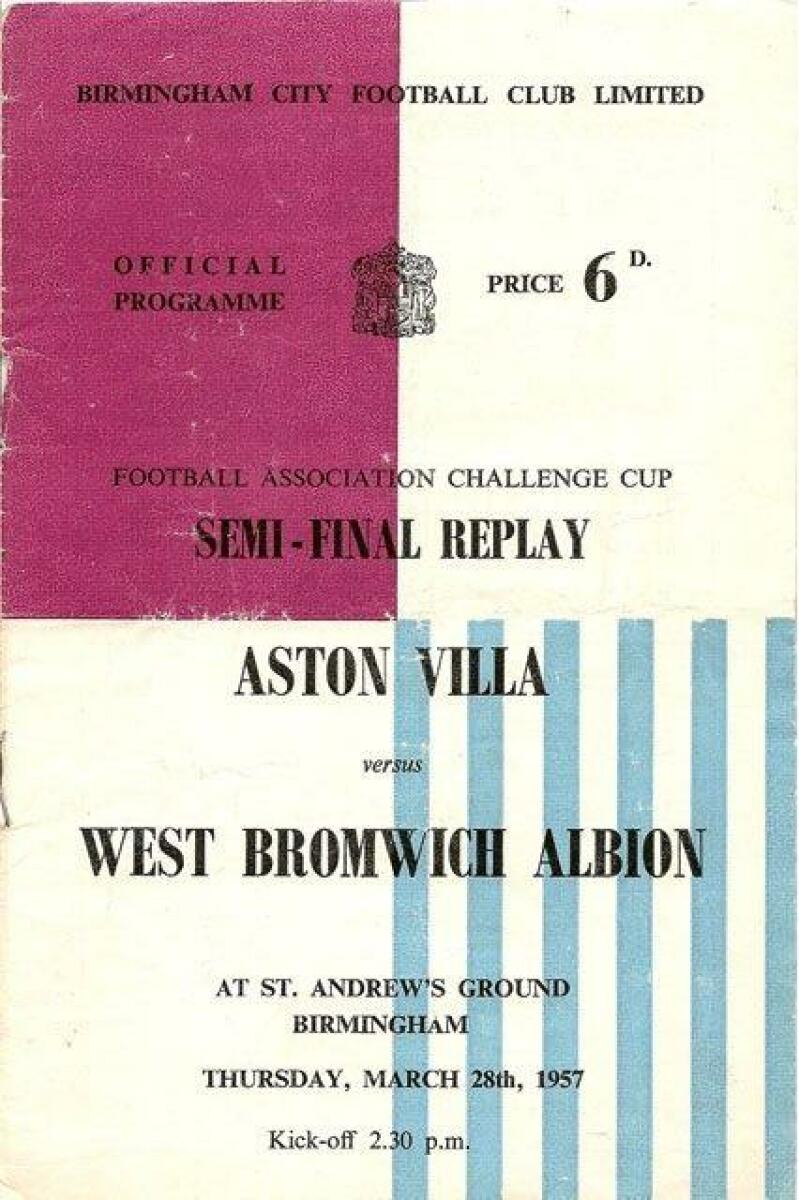 BIRMINGHAM CITY FOOTBALL CLUB LIMITED
OFFICIAL
PROGRAMME
PRICE 6 D.
FOOTBALL ASSOCIATION CHALLENGE CUP
SEMI-FINAL REPLAY
ASTON VILLA
versus
WEST BROMWICH ALBION
AT ST. ANDREW'S GROUND
BIRMINGHAM
THURSDAY, MARCH 28th, 1957
Kick-off 2.30 p.m.